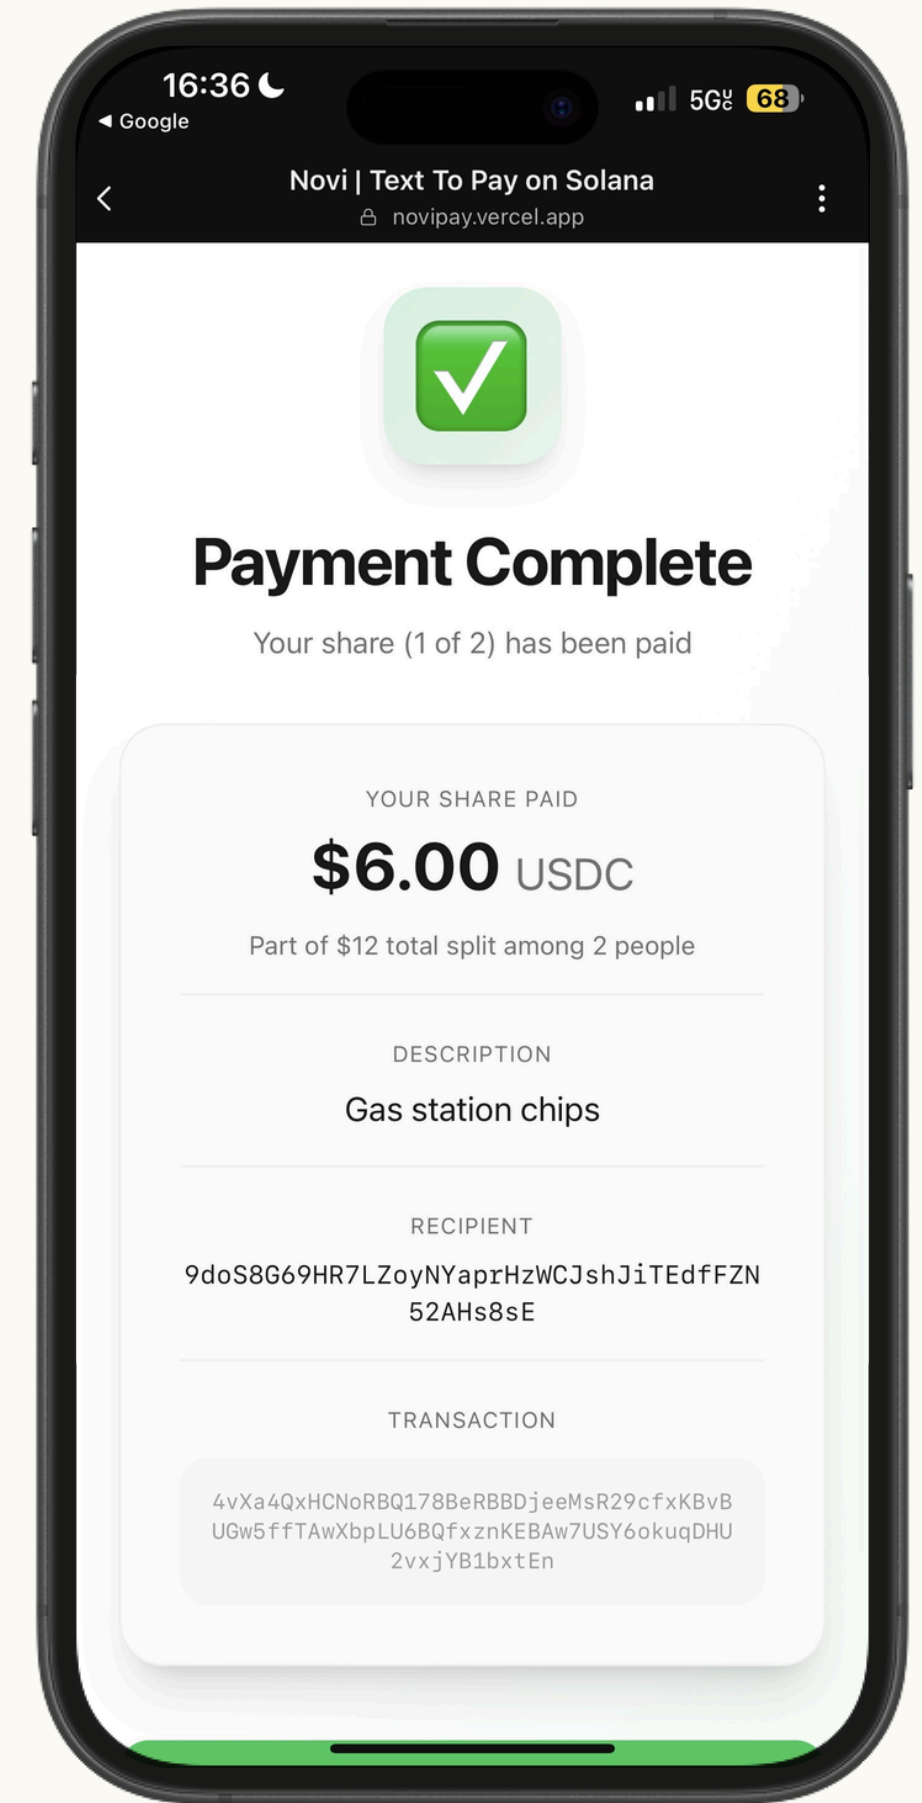 16:36
5G
68
◀ Google
Novi | Text To Pay on Solana
novipay.vercel.app
Payment Complete
Your share (1 of 2) has been paid
YOUR SHARE PAID
$6.00 USDC
Part of $12 total split among 2 people
DESCRIPTION
Gas station chips
RECIPIENT
9doS8G69HR7LZoyNYaprHzWCJshJiTEdfFZN
52AHs8sE
TRANSACTION
4vXa4QxHCNoRBQ178BeRBBDjeeMsR29cfxKBvB
UGw5ffTAwXbpLU6BQfxznKEBAw7USY6okuqDHU
2vxjYB1bxtEn